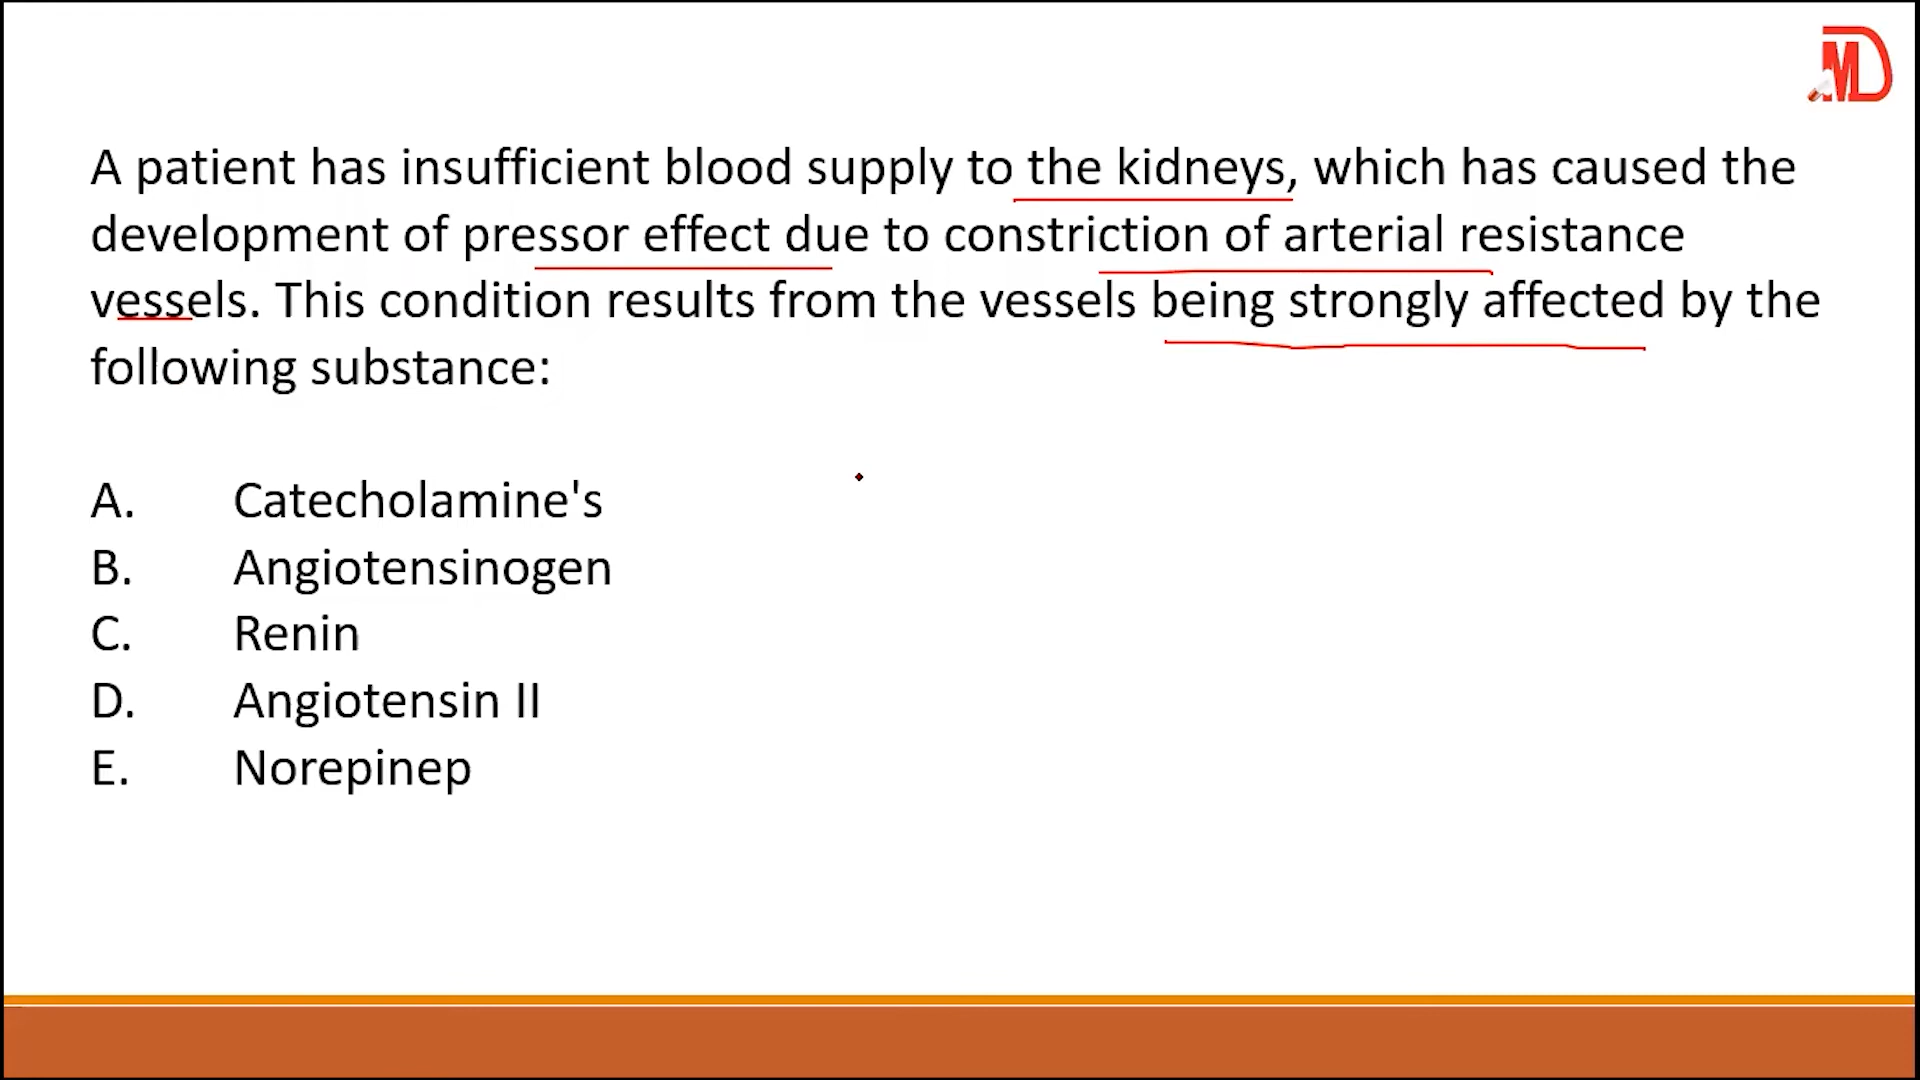 MD
A patient has insufficient blood supply to the kidneys, which has caused the
development of pressor effect due to constriction of arterial resistance
vessels. This condition results from the vessels being strongly affected by the
following substance:
A. Catecholamine's
B. Angiotensinogen
C. Renin
D. Angiotensin II
E. Norepinep